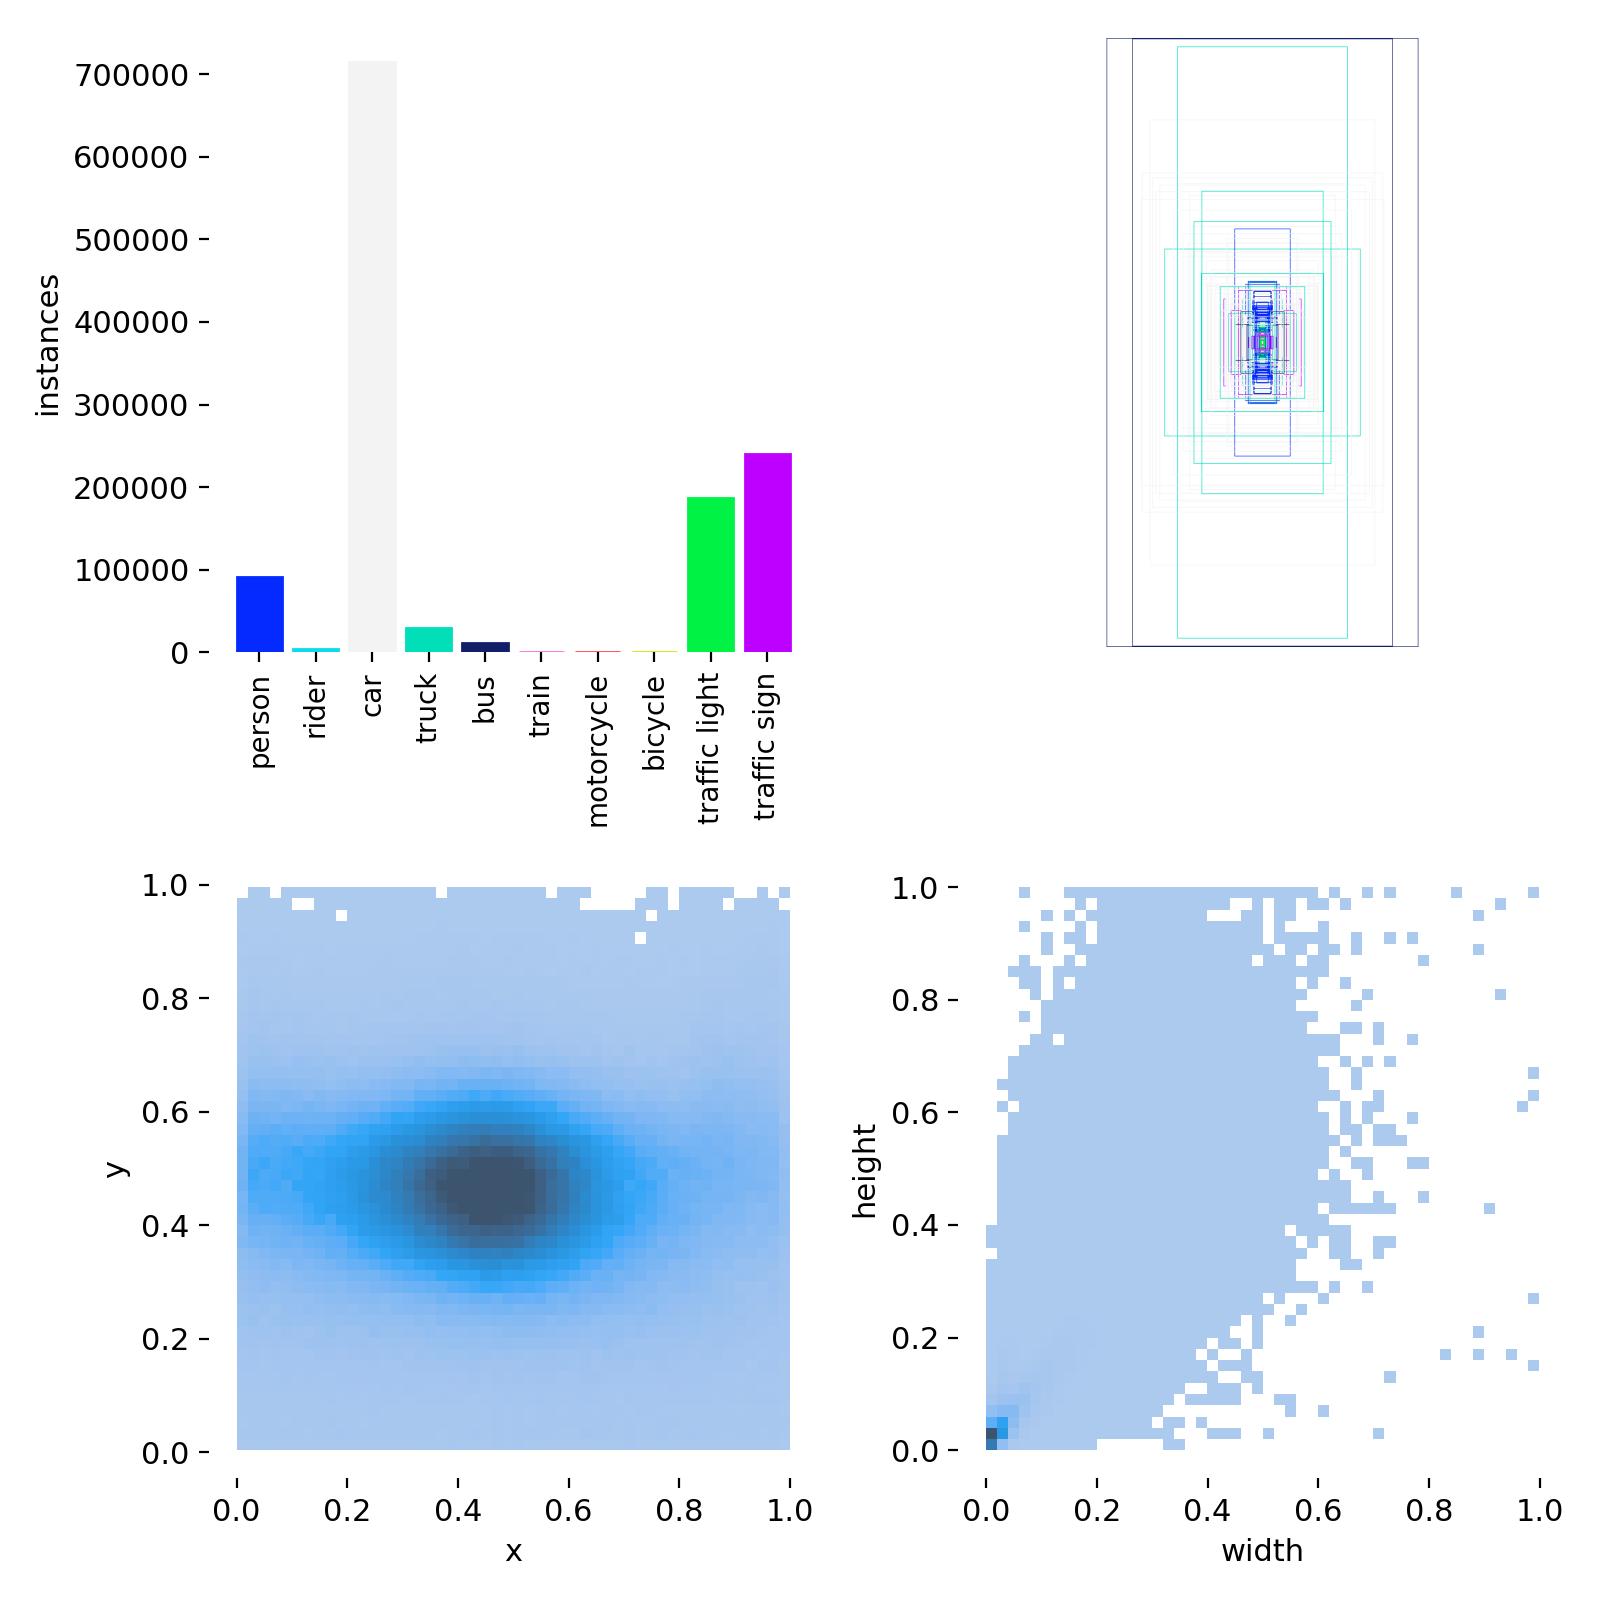 700000
600000
500000
400000
300000
200000
100000
0
instances
person
rider
car
truck
bus
train
motorcycle
bicycle
traffic light
traffic sign
1.0
0.8
0.6
0.4
0.2
0.0
y
0.0 0.2 0.4 0.6 0.8 1.0
x
1.0
0.8
0.6
0.4
0.2
0.0
height
0.0 0.2 0.4 0.6 0.8 1.0
width